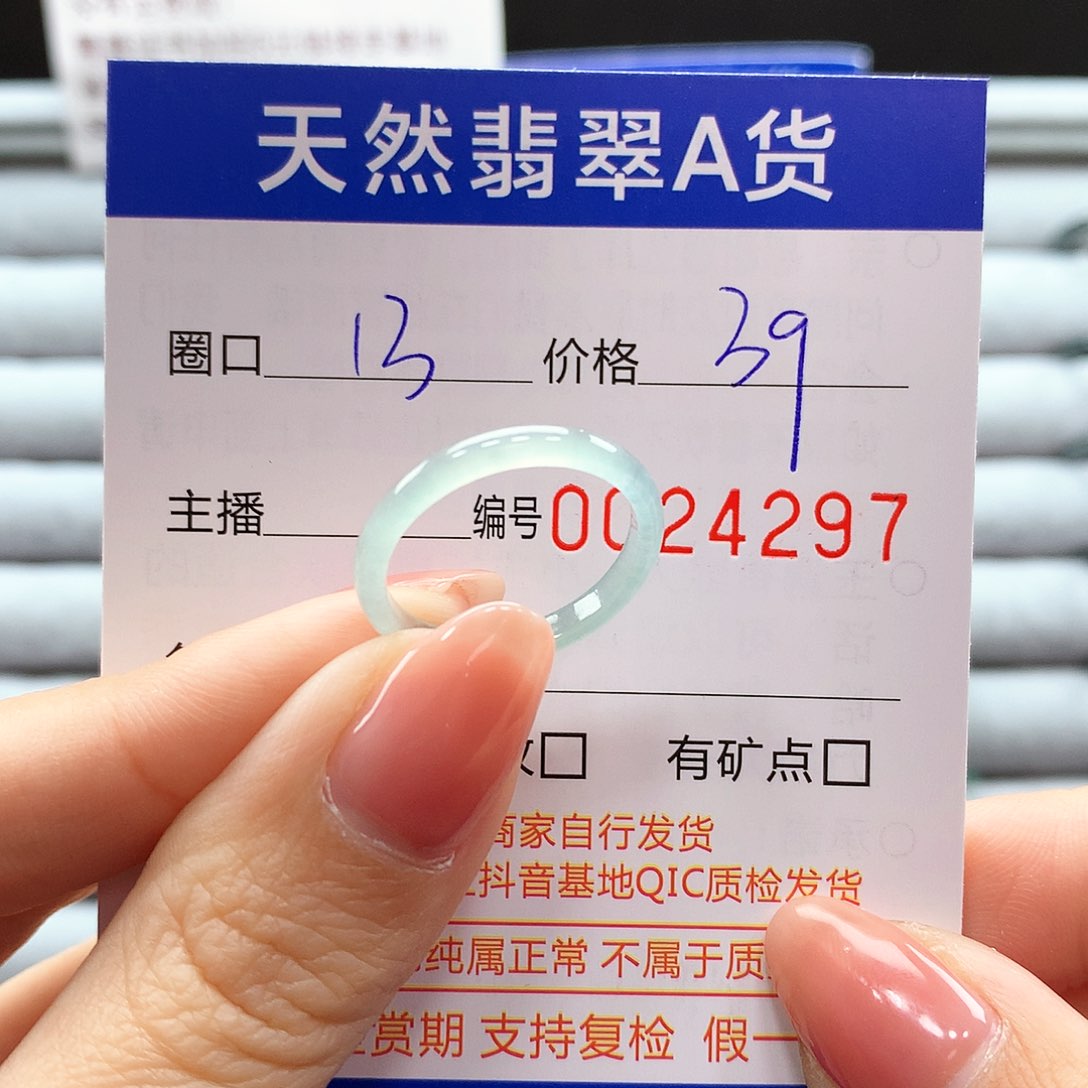 天然翡翠A货
圈口 13 价格 39
主播 编号 0024297
有矿点
商家自行发货
抖音基地QIC质检发货
纯属正常 不属于质
赏期 支持复检 假一